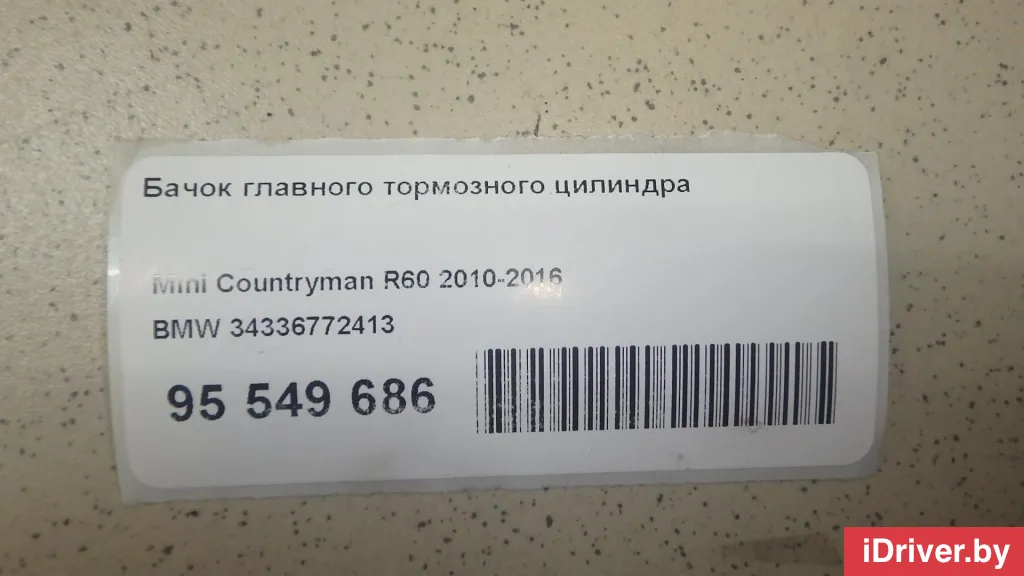 Бачок главного тормозного цилиндра
Mini Countryman R60 2010-2016
BMW 34336772413
95 549 686
iDriver.by